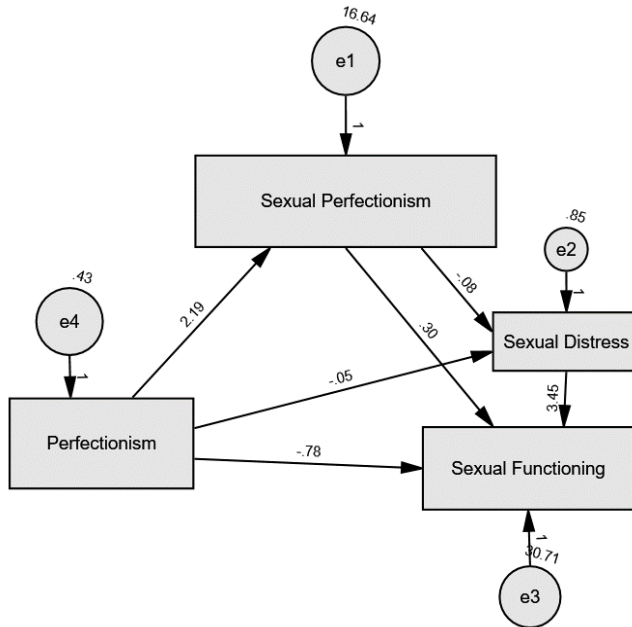 16.64
e1
1
Sexual Perfectionism
.85
e2
1
-.08
.43
e4
1
2.19
.30
Sexual Distress
-.05
3.45
Perfectionism
-.78
Sexual Functioning
1
30.71
e3